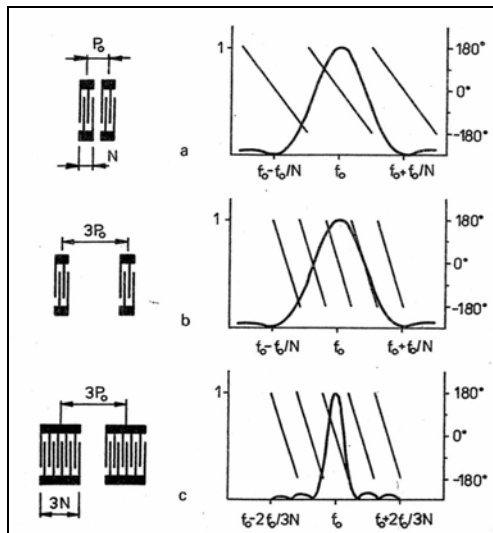 P₀
N
a
1
180°
0°
-180°
f₀-f₀/N
f₀
f₀+f₀/N
3P₀
b
1
180°
0°
-180°
f₀-f₀/N
f₀
f₀+f₀/N
3P₀
3N
c
1
180°
0°
-180°
f₀-2f₀/3N
f₀
f₀+2f₀/3N